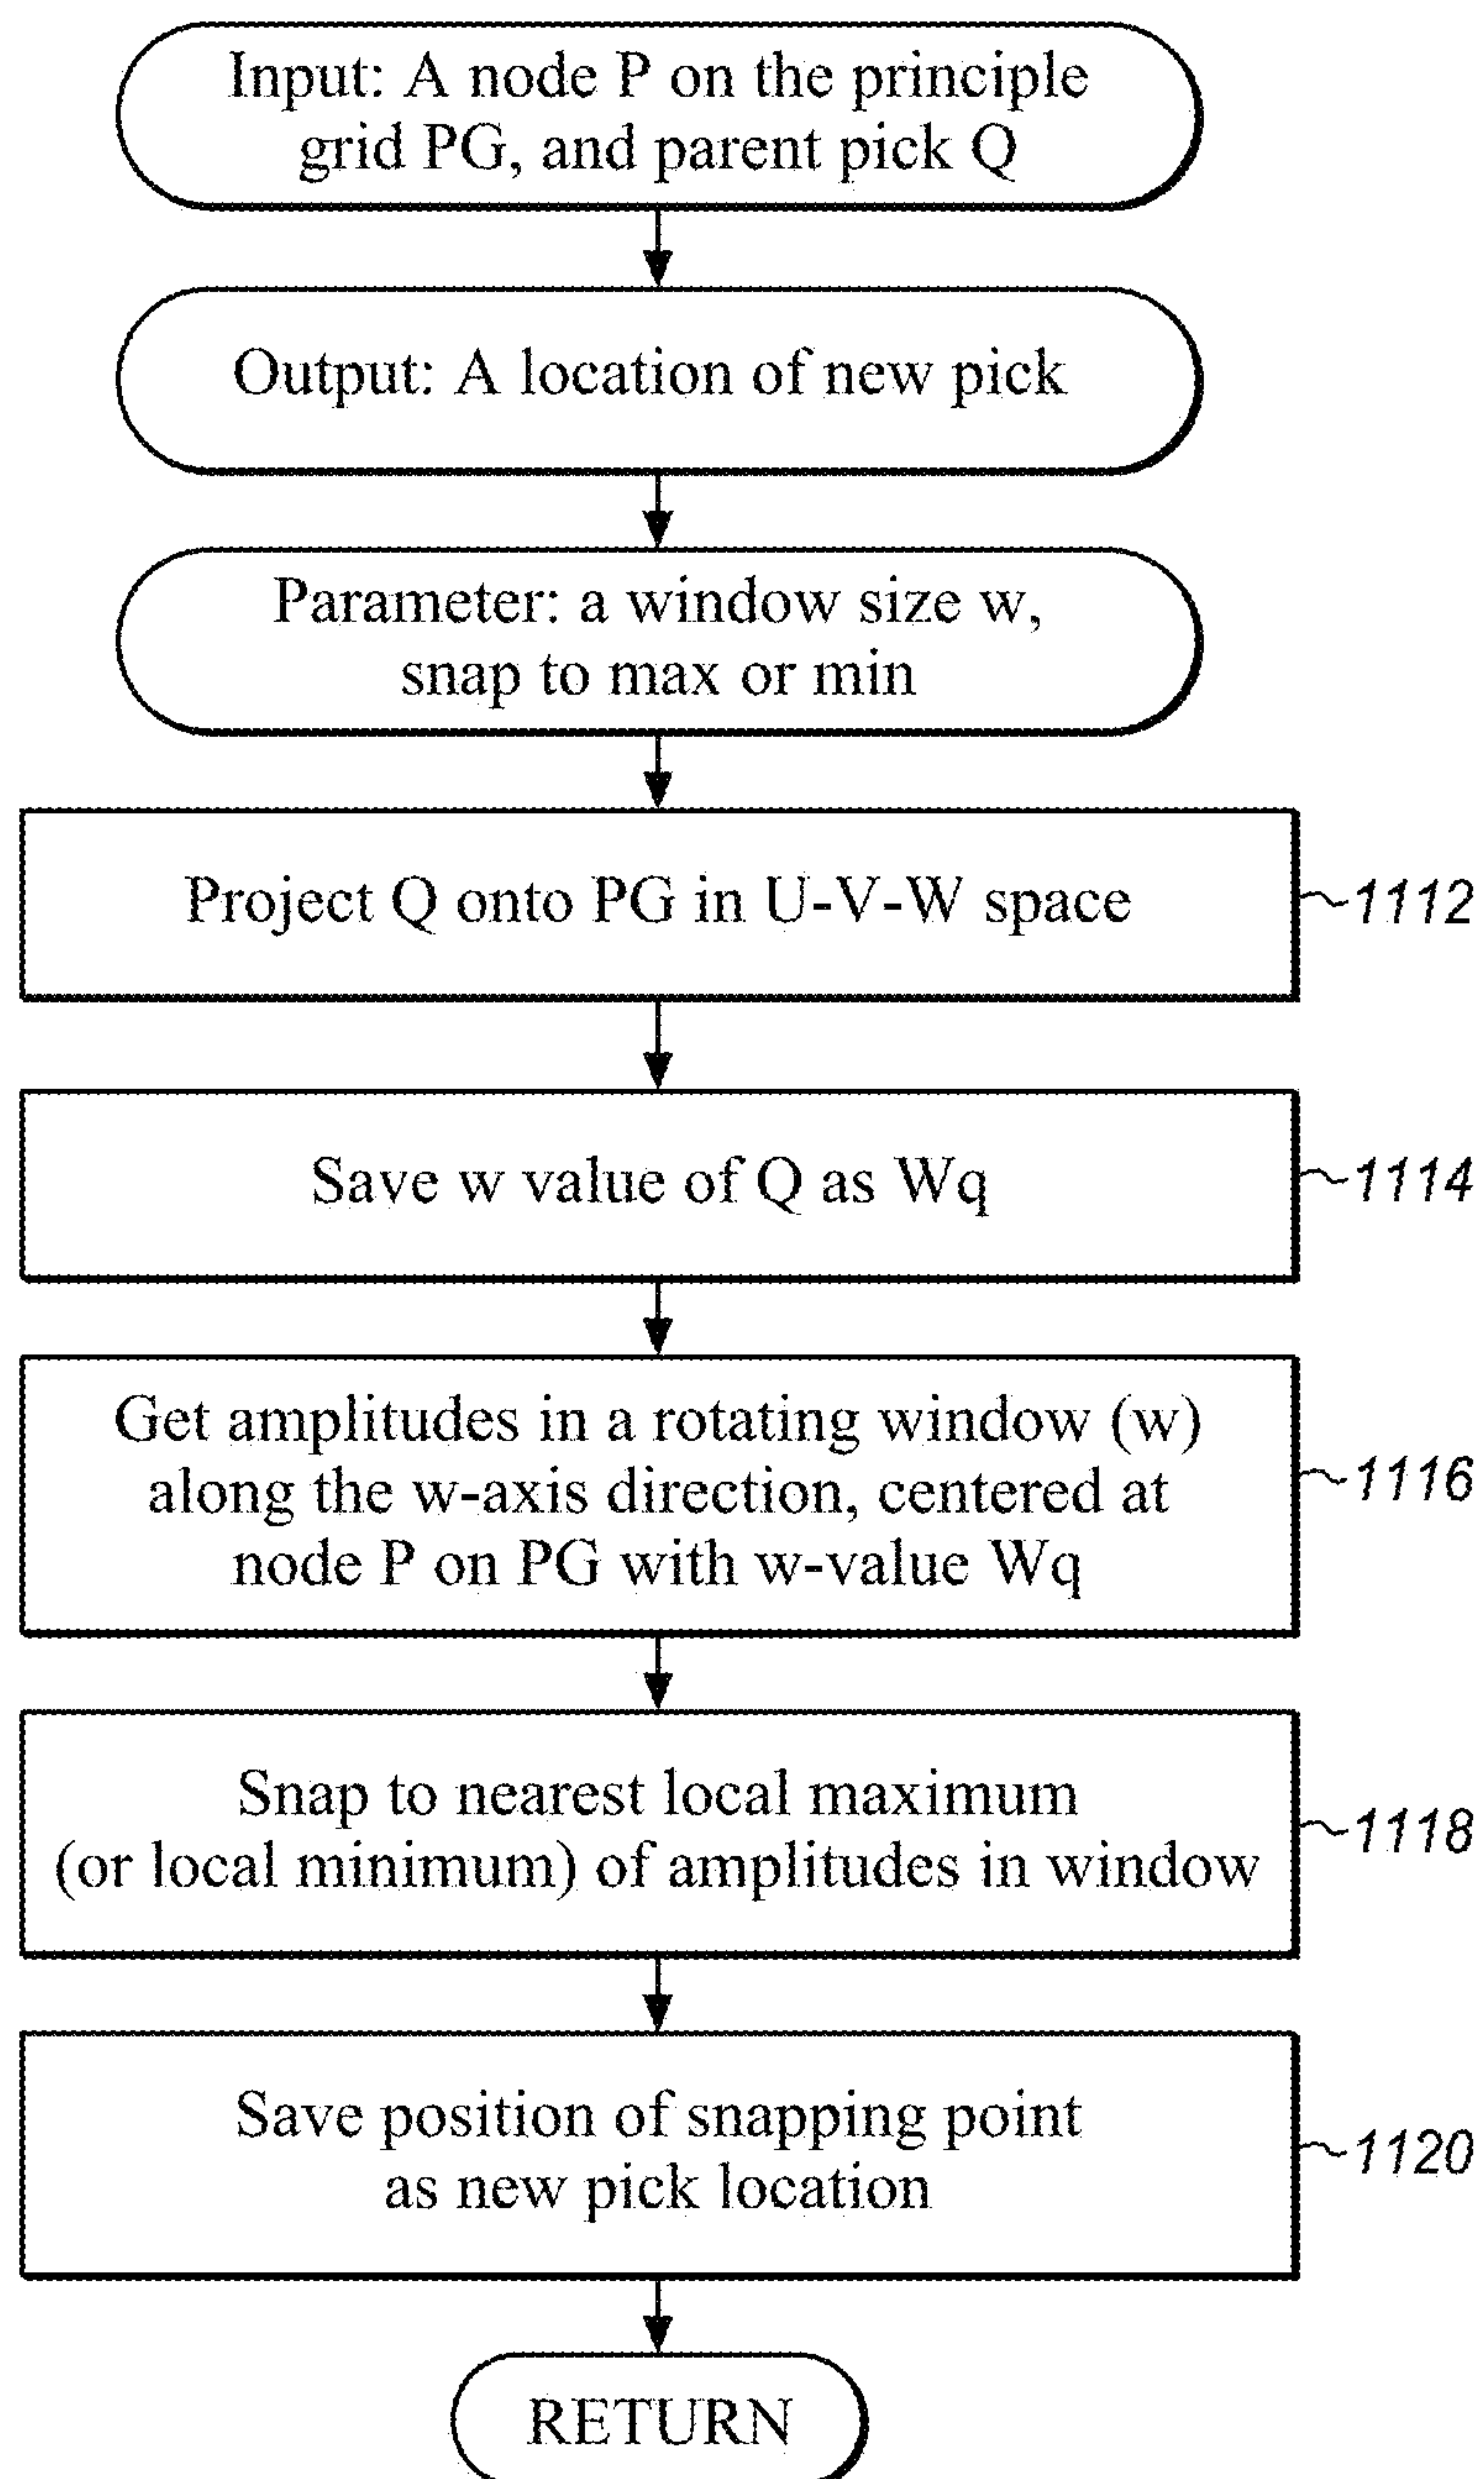 Input: A node P on the principle
grid PG, and parent pick Q
Output: A location of new pick
Parameter: a window size w,
snap to max or min
Project Q onto PG in U-V-W space
1112
Save w value of Q as Wq
1114
Get amplitudes in a rotating window (w)
along the w-axis direction, centered at
node P on PG with w-value Wq
1116
Snap to nearest local maximum
(or local minimum) of amplitudes in window
1118
Save position of snapping point
as new pick location
1120
RETURN